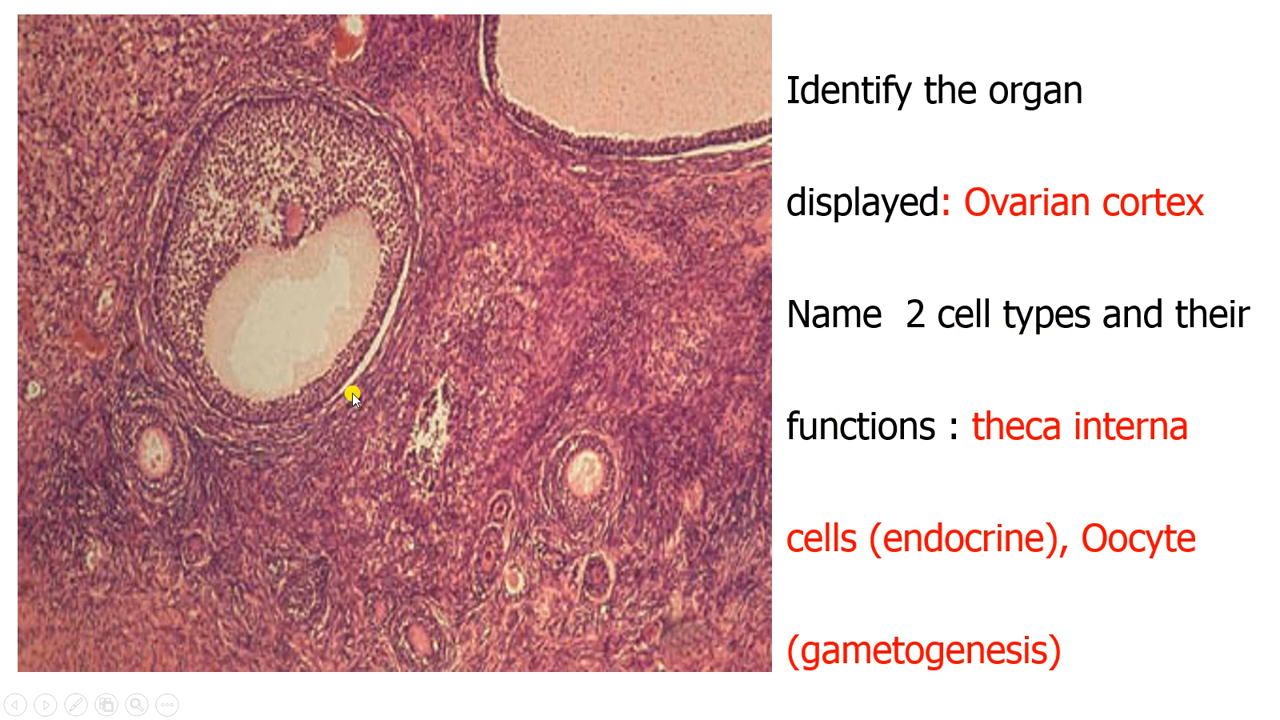 Identify the organ
displayed: Ovarian cortex
Name 2 cell types and their
functions : theca interna
cells (endocrine), Oocyte
(gametogenesis)